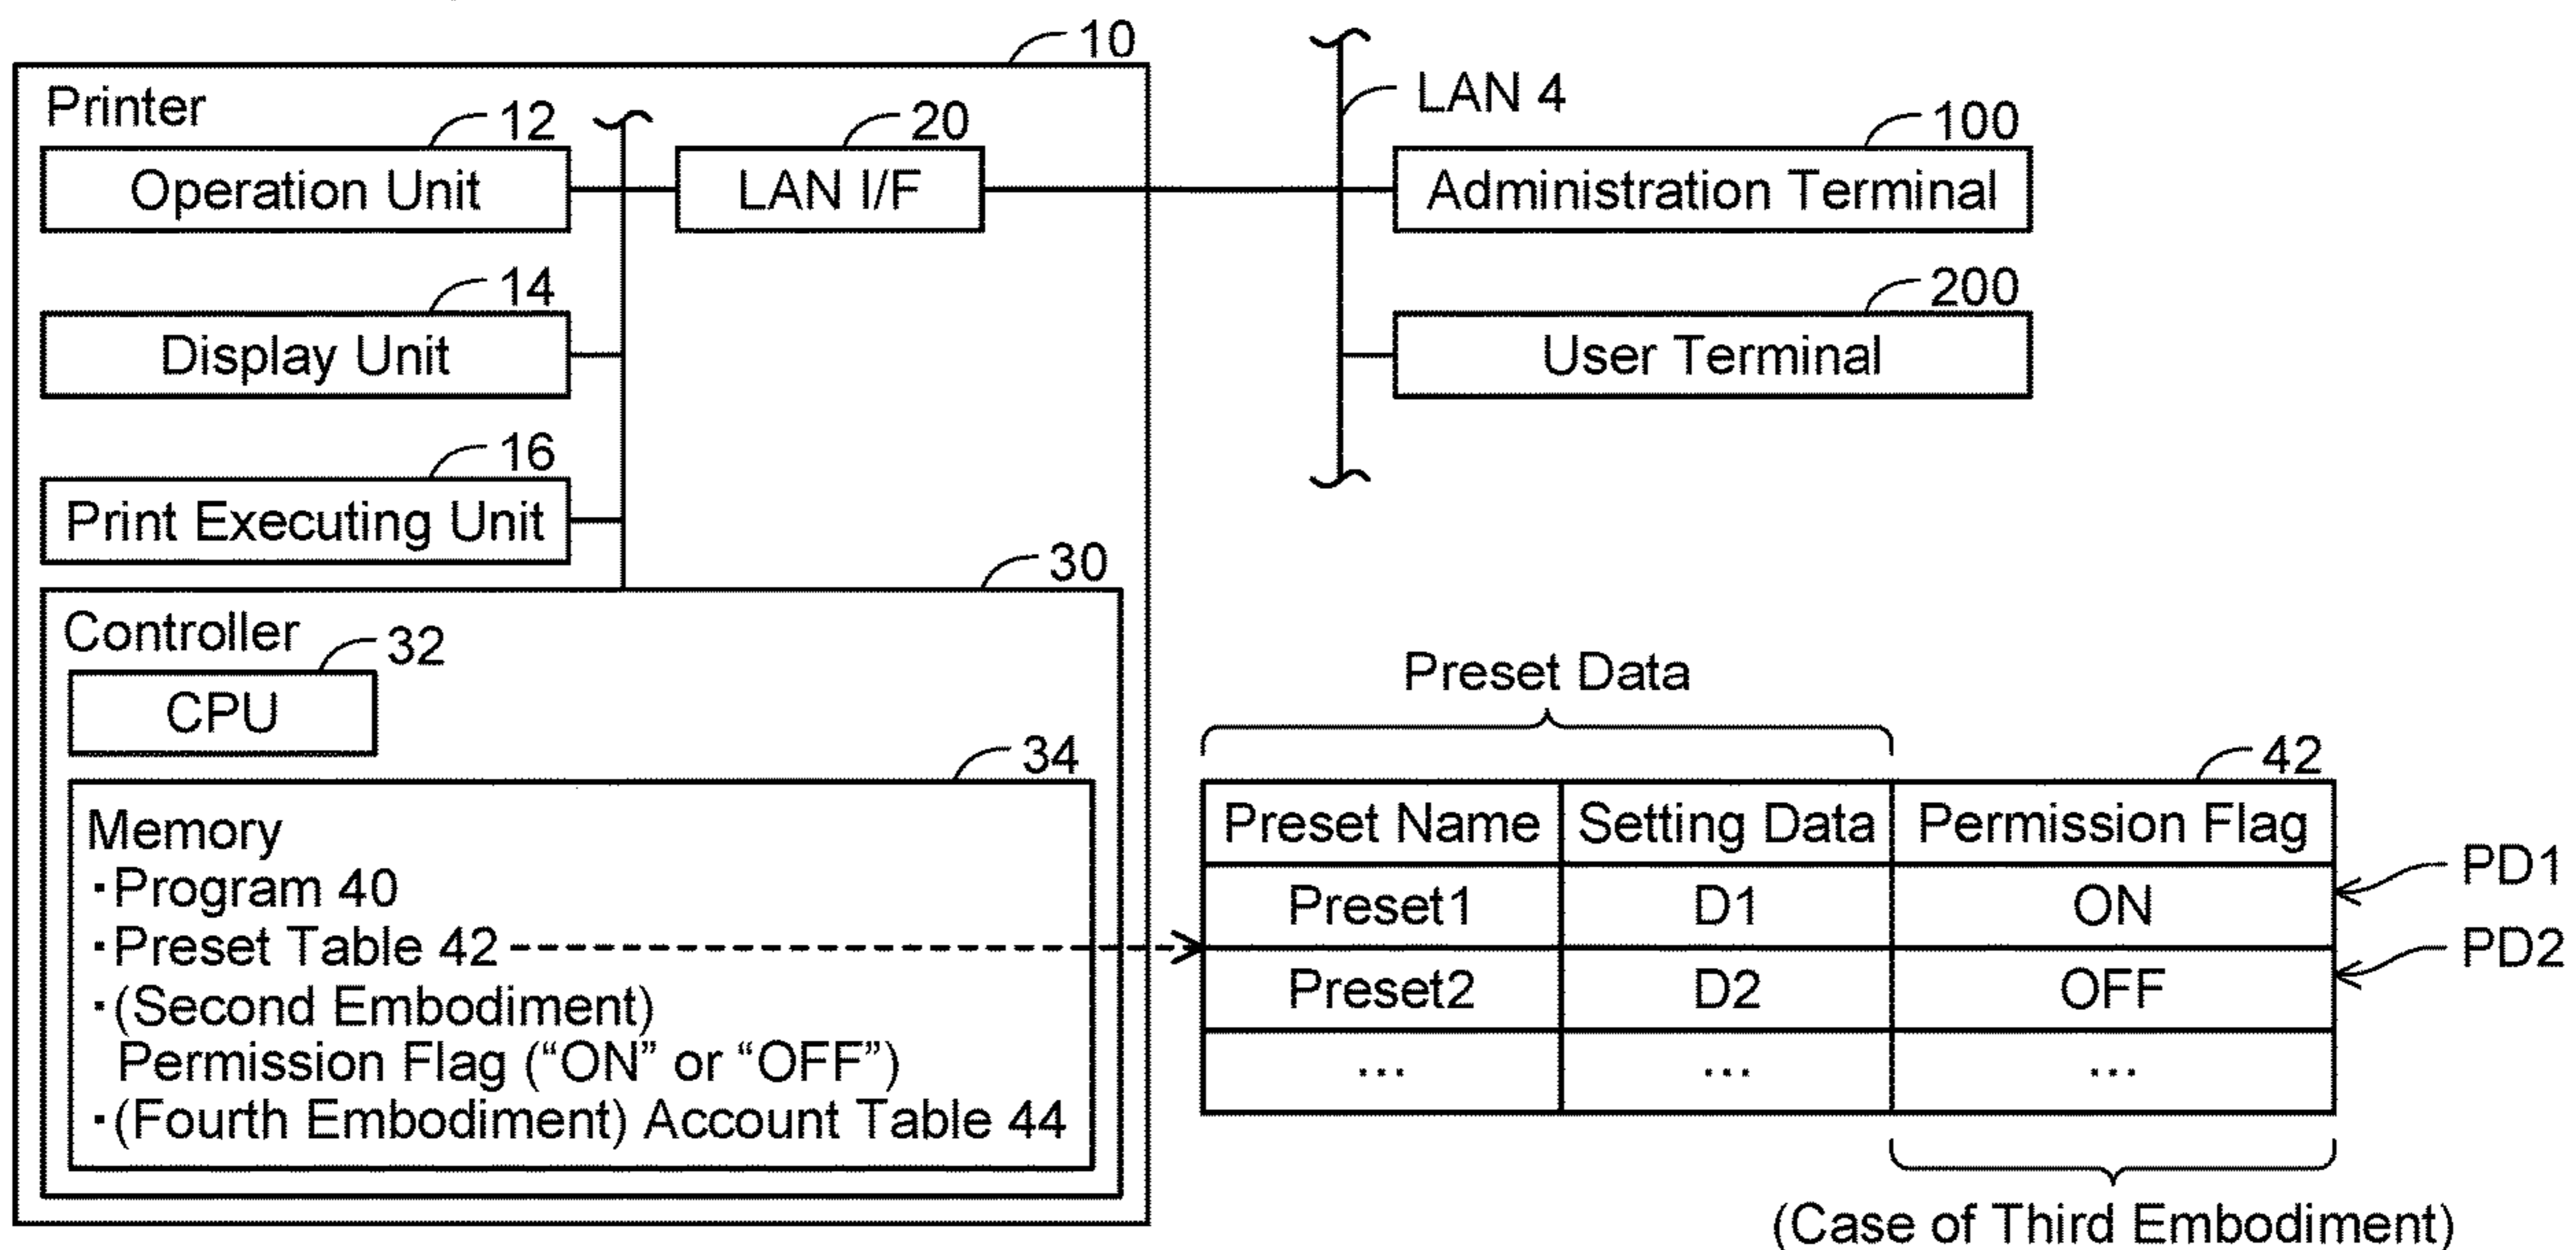 10
Printer
12
Operation Unit
20
LAN I/F
14
Display Unit
16
Print Executing Unit
30
Controller
32
CPU
34
Memory
·Program 40
·Preset Table 42
·(Second Embodiment)
Permission Flag (“ON” or “OFF”)
·(Fourth Embodiment) Account Table 44
LAN 4
100
Administration Terminal
200
User Terminal
Preset Data
42
Preset Name Setting Data Permission Flag
Preset1 D1 ON
PD1
Preset2 D2 OFF
PD2
... ... ...
(Case of Third Embodiment)